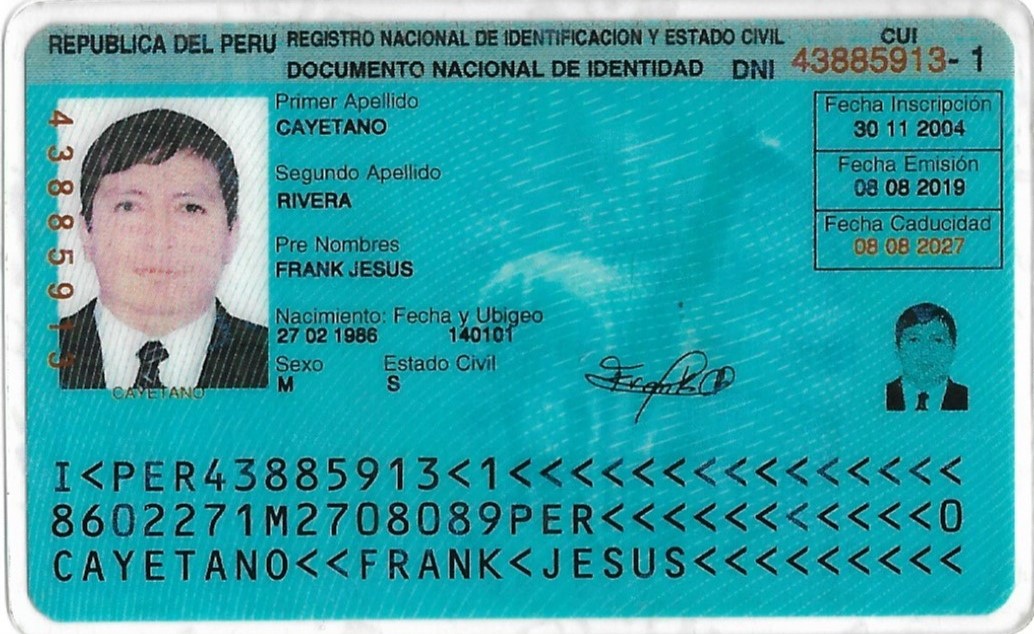 REPUBLICA DEL PERU
REGISTRO NACIONAL DE IDENTIFICACION Y ESTADO CIVIL
DOCUMENTO NACIONAL DE IDENTIDAD
DNI
CUI
43885913- 1
43885913
CAYETANO
Primer Apellido
CAYETANO
Segundo Apellido
RIVERA
Pre Nombres
FRANK JESUS
Nacimiento: Fecha y Ubigeo
27 02 1986 140101
Sexo Estado Civil
M S
Fecha Inscripción
30 11 2004
Fecha Emisión
08 08 2019
Fecha Caducidad
08 08 2027
I<PER43885913<1<<<<<<<<<<<<<<<
8602271M2708089PER<<<<<<<<<<<0
CAYETANO<<FRANK<JESUS<<<<<<<<<